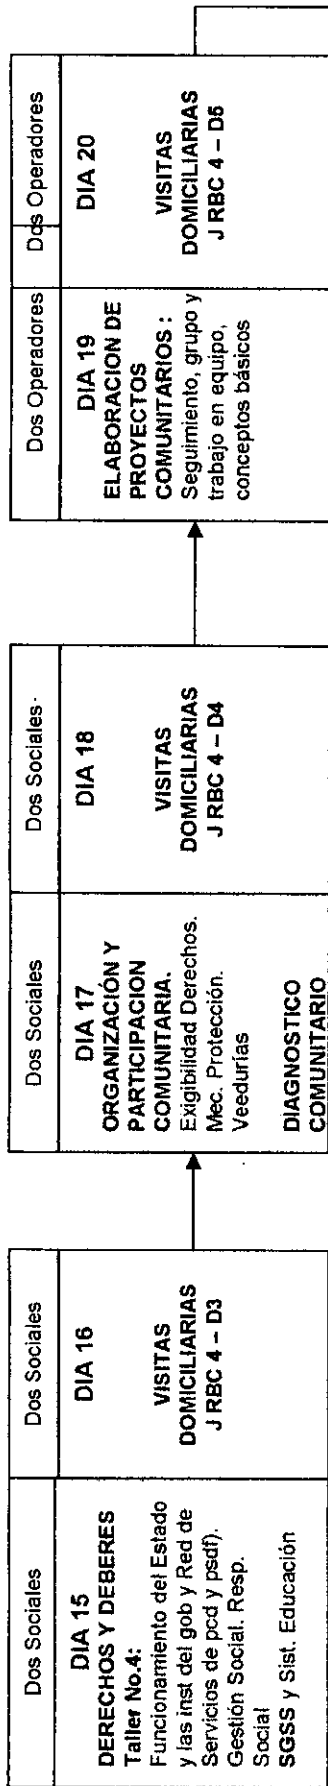 Dos Sociales
DIA 15
DERECHOS Y DEBERES
Taller No.4:
Funcionamiento del Estado
y las inst del gob y Red de
Servicios de pcd y psdf).
Gestión Social. Resp.
Social
SGSS y Sist. Educación
Dos Sociales
DIA 16
VISITAS
DOMICILIARIAS
J RBC 4 – D3
Dos Sociales
DIA 17
ORGANIZACIÓN Y
PARTICIPACION
COMUNITARIA.
Exigibilidad Derechos.
Mec. Protección.
Veedurías
DIAGNOSTICO
COMUNITARIO
Dos Sociales
DIA 18
VISITAS
DOMICILIARIAS
J RBC 4 – D4
Dos Operadores
DIA 19
ELABORACION DE
PROYECTOS
COMUNITARIOS :
Seguimiento, grupo y
trabajo en equipo,
conceptos básicos
Dos Operadores
DIA 20
VISITAS
DOMICILIARIAS
J RBC 4 – D5